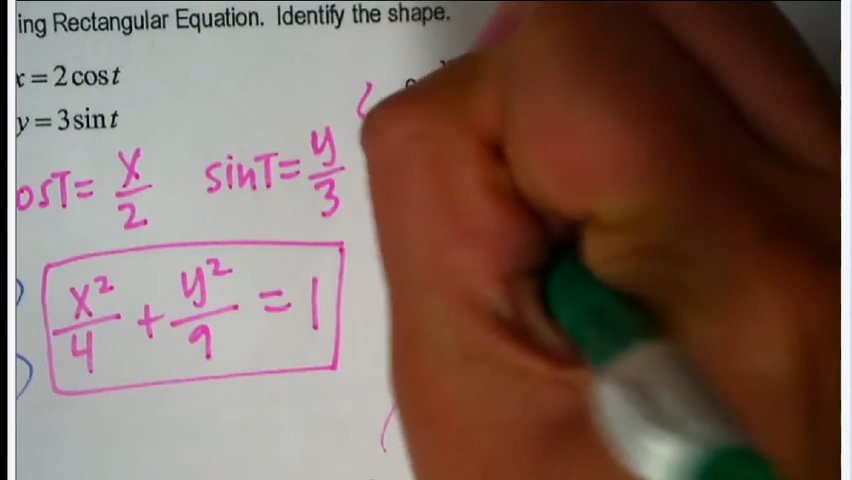 ing Rectangular Equation. Identify the shape.
x = 2 cos t
y = 3 sin t
osT = x/2 sinT = y/3
x²/4 + y²/9 = 1